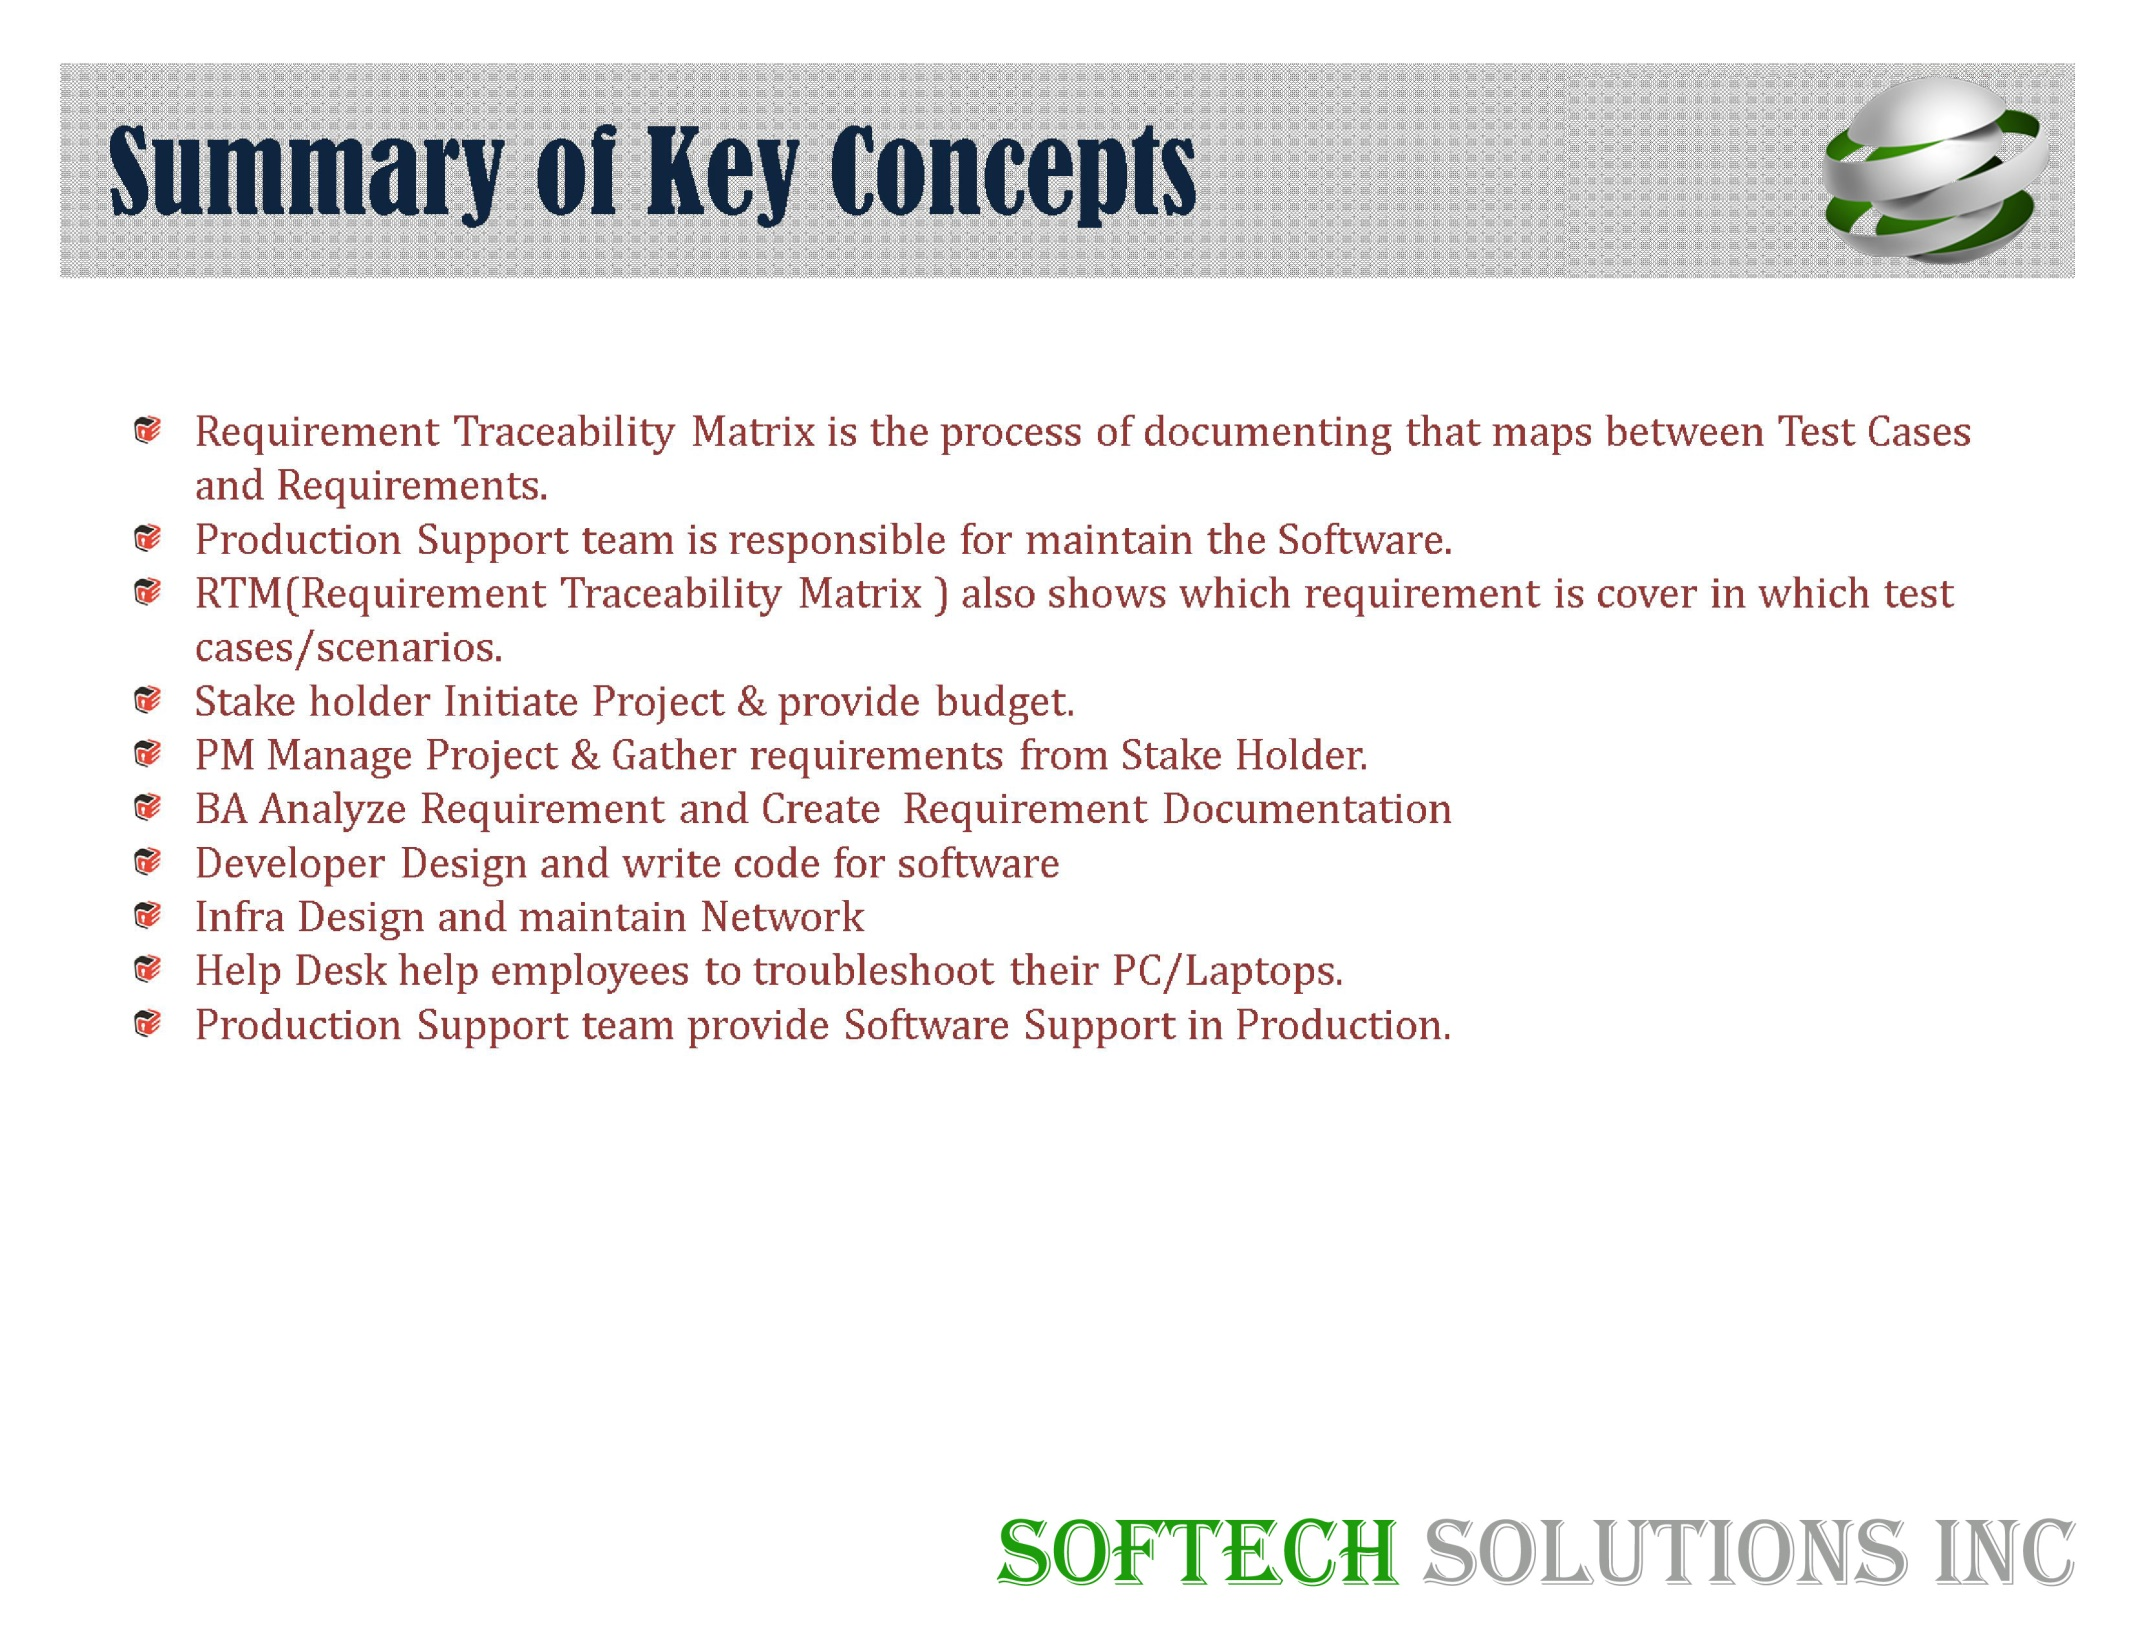 Summary of Key Concepts
Requirement Traceability Matrix is the process of documenting that maps between Test Cases
and Requirements.
Production Support team is responsible for maintain the Software.
RTM(Requirement Traceability Matrix ) also shows which requirement is cover in which test
cases/scenarios.
Stake holder Initiate Project & provide budget.
PM Manage Project & Gather requirements from Stake Holder.
BA Analyze Requirement and Create Requirement Documentation
Developer Design and write code for software
Infra Design and maintain Network
Help Desk help employees to troubleshoot their PC/Laptops.
Production Support team provide Software Support in Production.
SOFTECH SOLUTIONS INC